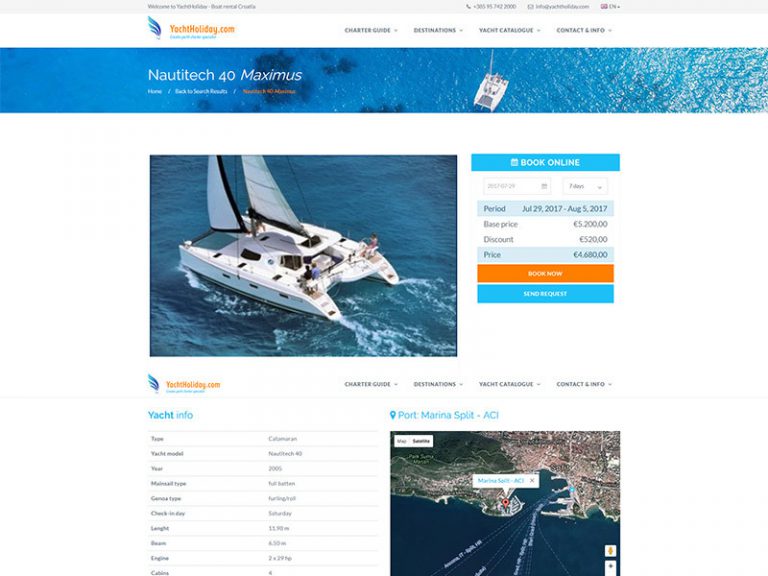 Welcome to YachtHoliday - Boat rental Croatia
+385 95 742 2000
info@yachtholiday.com
EN
YachtHoliday.com
CHARTER GUIDE
DESTINATIONS
YACHT CATALOGUE
CONTACT & INFO
Nautitech 40 Maximus
Home / Back to Search Results / Nautitech 40 Maximus
BOOK ONLINE
2017-07-29
7 days
Period Jul 29, 2017 - Aug 5, 2017
Base price €5.200,00
Discount €520,00
Price €4.680,00
BOOK NOW
SEND REQUEST
YachtHoliday.com
CHARTER GUIDE
DESTINATIONS
YACHT CATALOGUE
CONTACT & INFO
Yacht info
Type Catamaran
Yacht model Nautitech 40
Year 2005
Mainsail type full batten
Genoa type furling/roll
Check-in day Saturday
Lenght 11.98 m
Beam 6.50 m
Engine 2 x 29 hp
Cabins 4
Port: Marina Split - ACI
Map Satellite
Marina Split - ACI
Ancona, IT - Split, HR